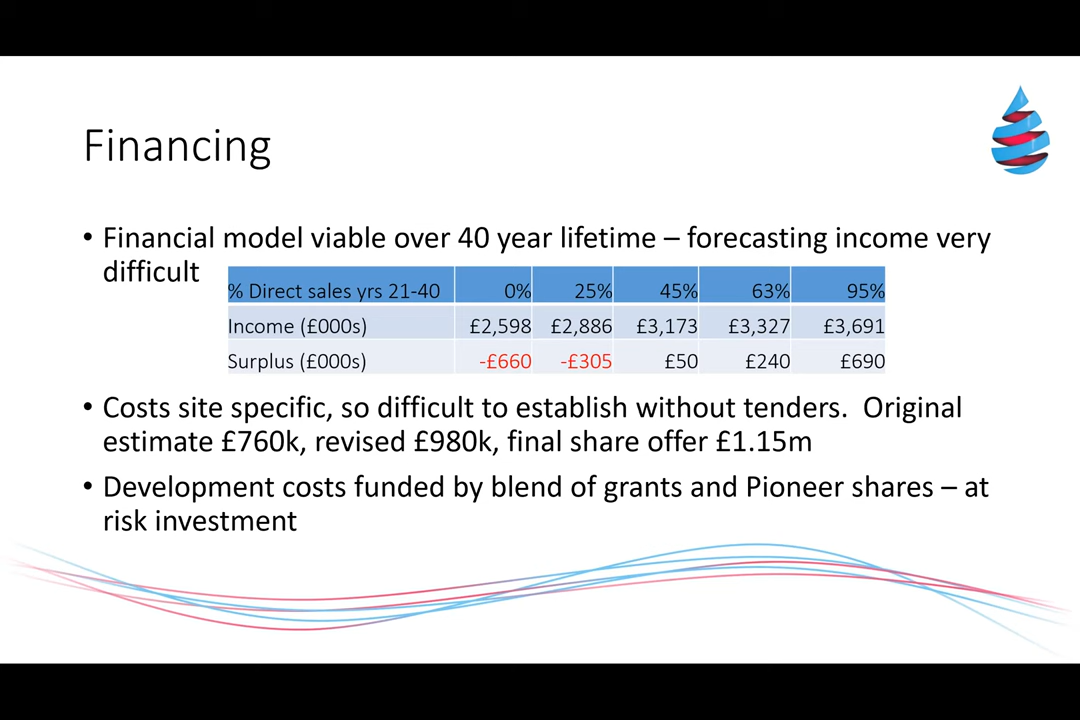 Financing
• Financial model viable over 40 year lifetime – forecasting income very
difficult
% Direct sales yrs 21-40 0% 25% 45% 63% 95%
Income (£000s) £2,598 £2,886 £3,173 £3,327 £3,691
Surplus (£000s) -£660 -£305 £50 £240 £690
• Costs site specific, so difficult to establish without tenders.  Original
estimate £760k, revised £980k, final share offer £1.15m
• Development costs funded by blend of grants and Pioneer shares – at
risk investment